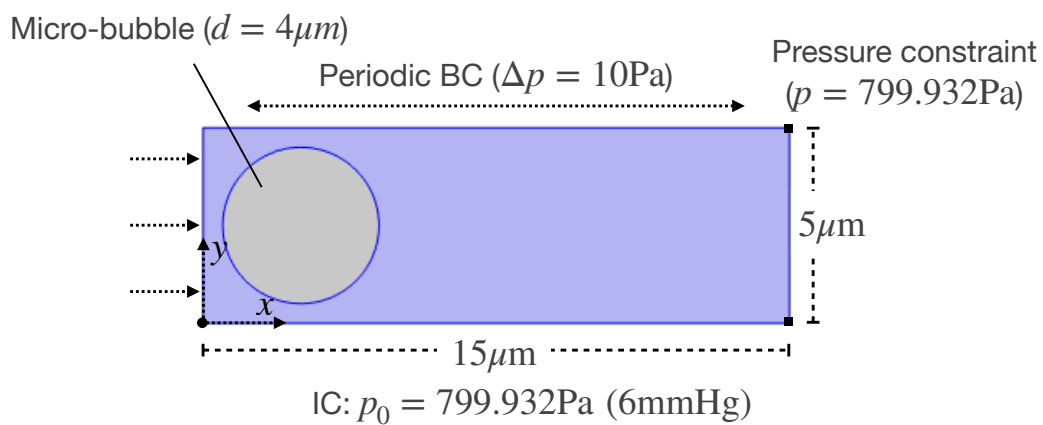 Micro-bubble (d = 4μm)
Pressure constraint
(p = 799.932Pa)
Periodic BC (Δp = 10Pa)
5μm
y
x
15μm
IC: p₀ = 799.932Pa (6mmHg)